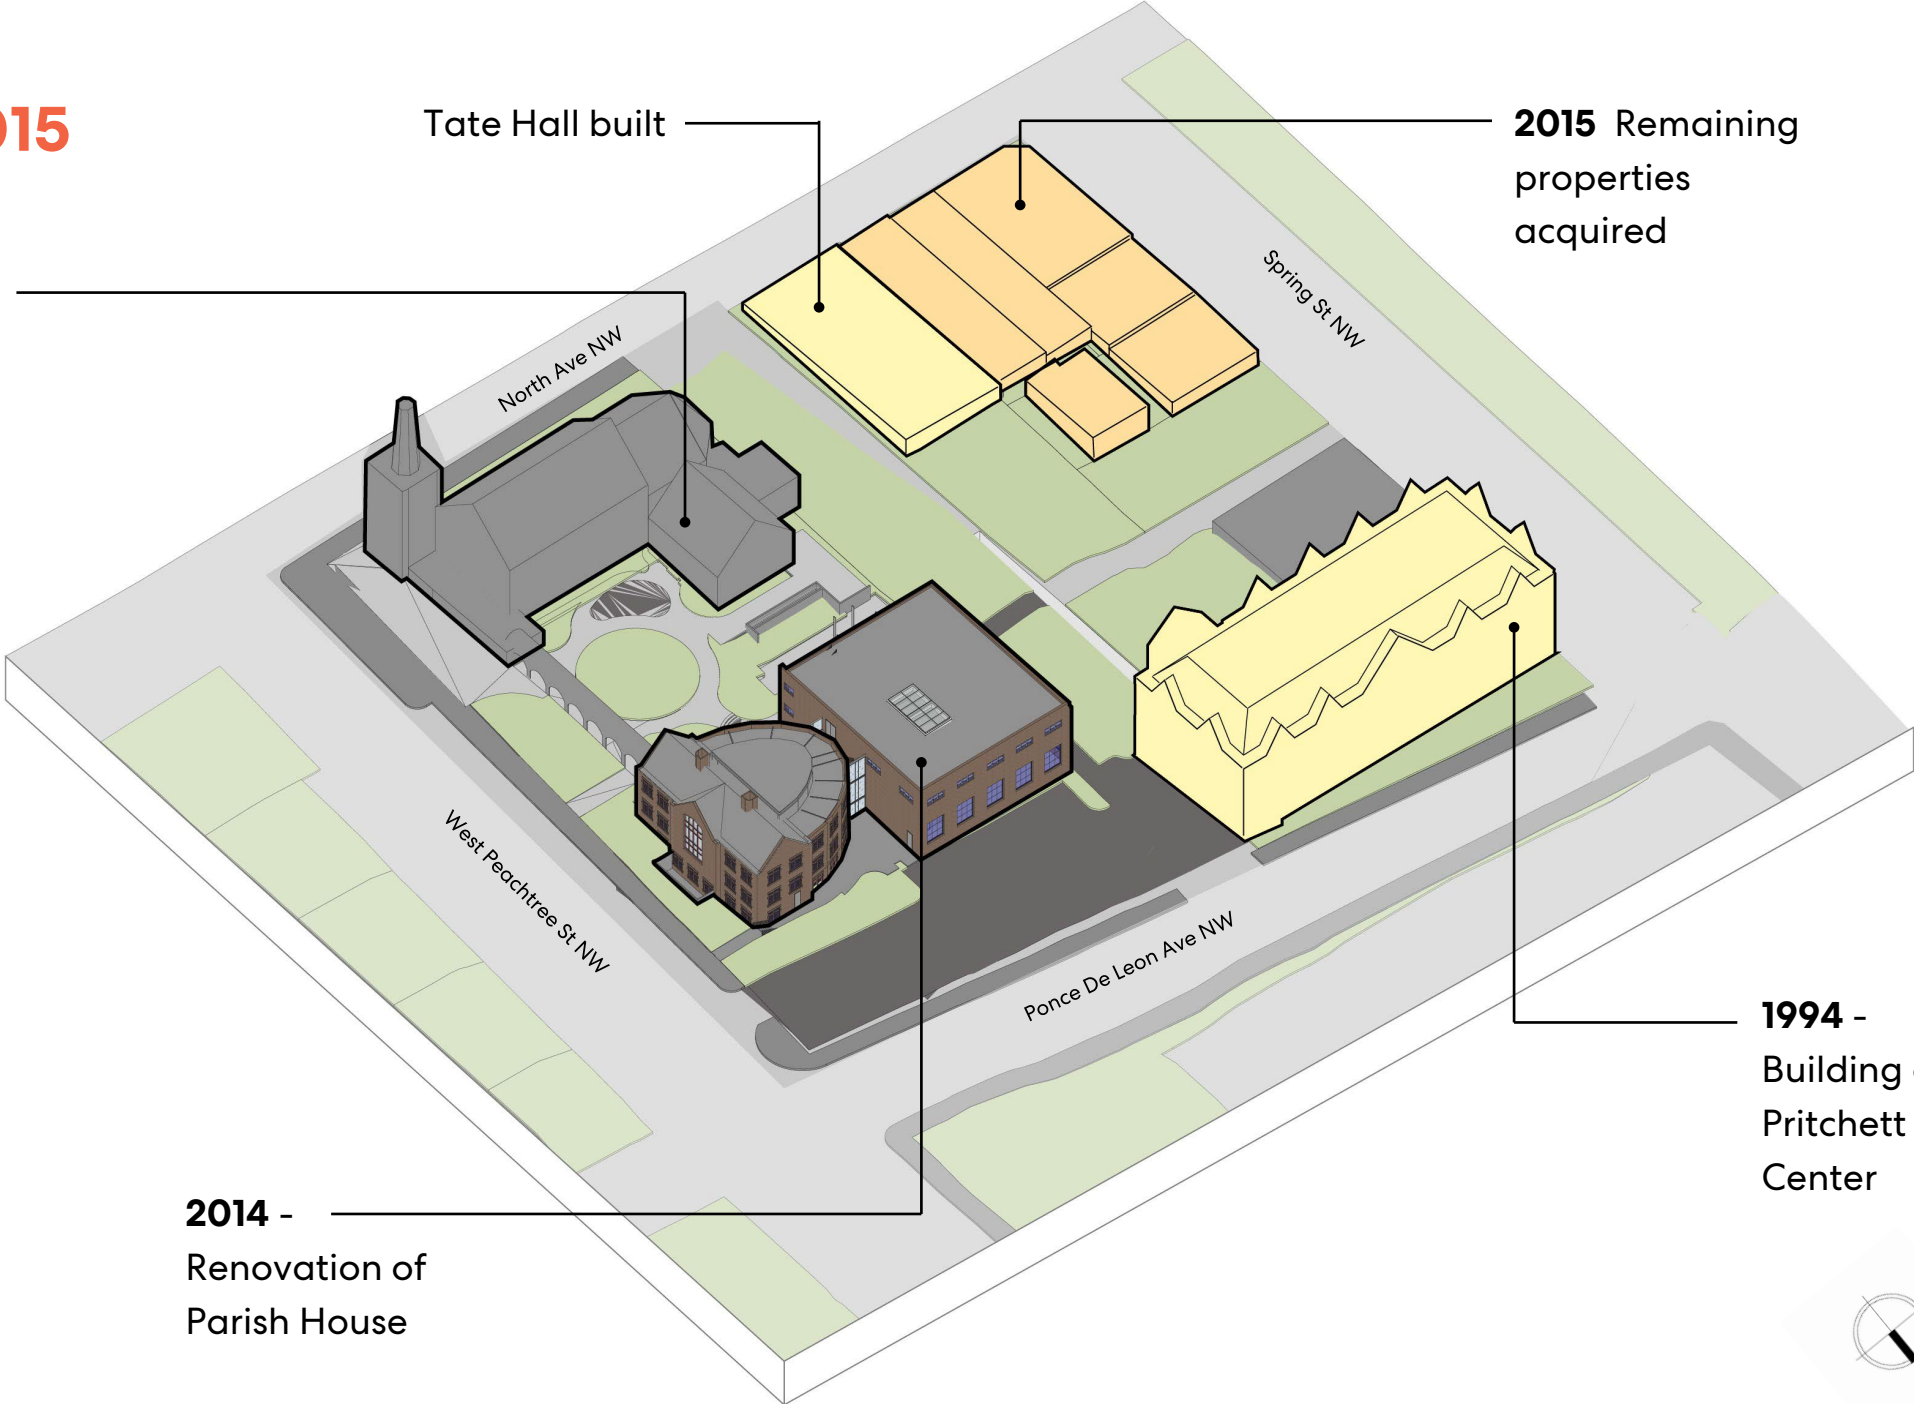 015
Tate Hall built
2015 Remaining
properties
acquired
North Ave NW
Spring St NW
West Peachtree St NW
Ponce De Leon Ave NW
1994 -
Building
Pritchett
Center
2014 -
Renovation of
Parish House